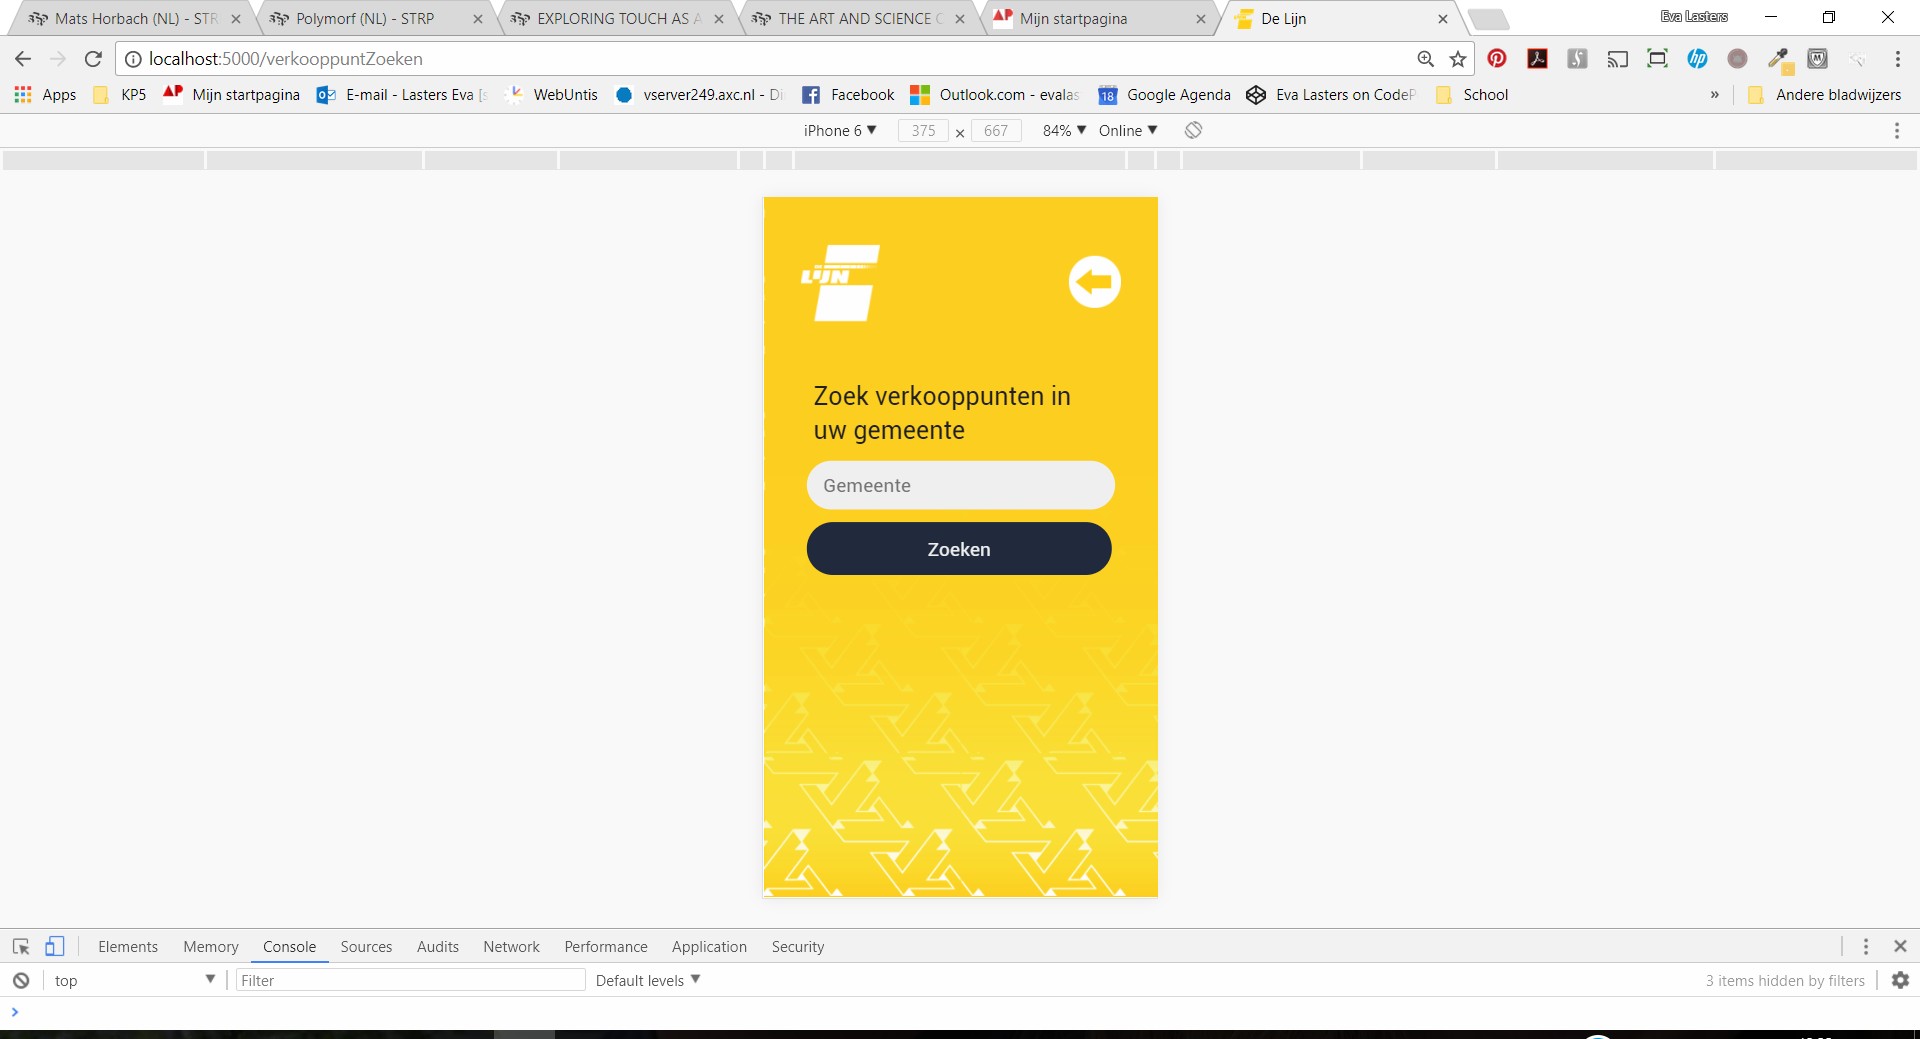 Mats Horbach (NL) - STR
Polymorf (NL) - STRP
EXPLORING TOUCH AS A
THE ART AND SCIENCE O
Mijn startpagina
De Lijn
Eva Lasters
localhost:5000/verkooppuntZoeken
Apps
KP5
Mijn startpagina
E-mail - Lasters Eva [s
WebUntis
vserver249.axc.nl - Di
Facebook
Outlook.com - evalas
18
Google Agenda
Eva Lasters on CodeP
School
»
Andere bladwijzers
iPhone 6
375 × 667
84%
Online
LIJN
Zoek verkooppunten in
uw gemeente
Gemeente
Zoeken
Elements
Memory
Console
Sources
Audits
Network
Performance
Application
Security
top
Filter
Default levels
3 items hidden by filters